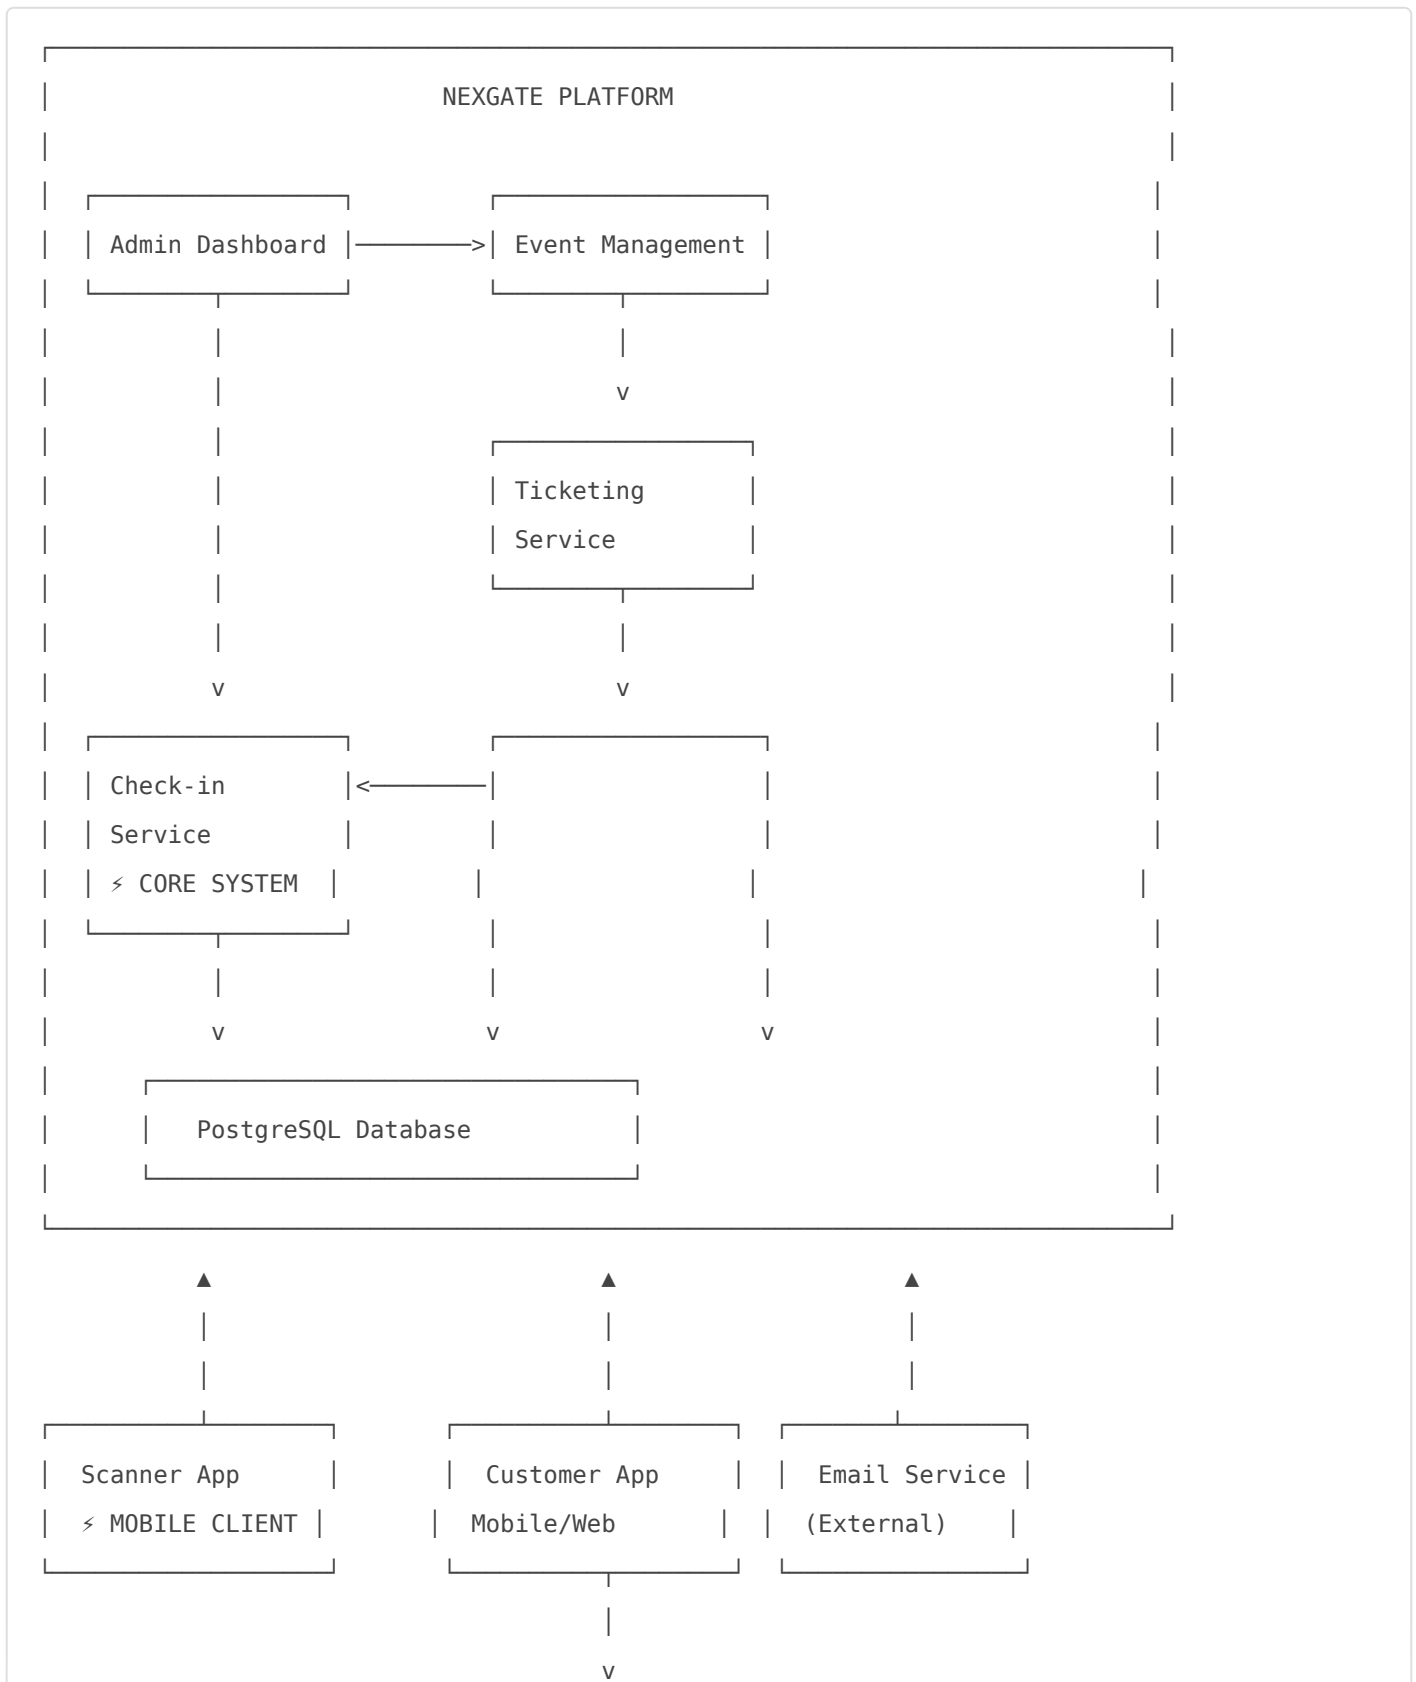 NEXGATE PLATFORM
Admin Dashboard > Event Management
v
Ticketing
Service
v v
Check-in <
Service
⚡ CORE SYSTEM
v v v
PostgreSQL Database
▲ ▲ ▲
Scanner App Customer App Email Service
⚡ MOBILE CLIENT Mobile/Web (External)
v